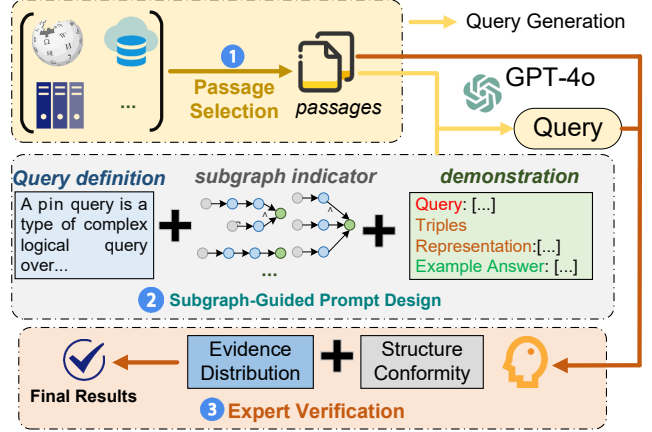 Query Generation
1
Passage
Selection
...
passages
GPT-4o
Query
Query definition
subgraph indicator
demonstration
A pin query is a
type of complex
logical query
over...
^
^
^
...
Query: [...]
Triples
Representation:[...]
Example Answer: [...]
2 Subgraph-Guided Prompt Design
Evidence
Distribution
Structure
Conformity
Final Results
3 Expert Verification